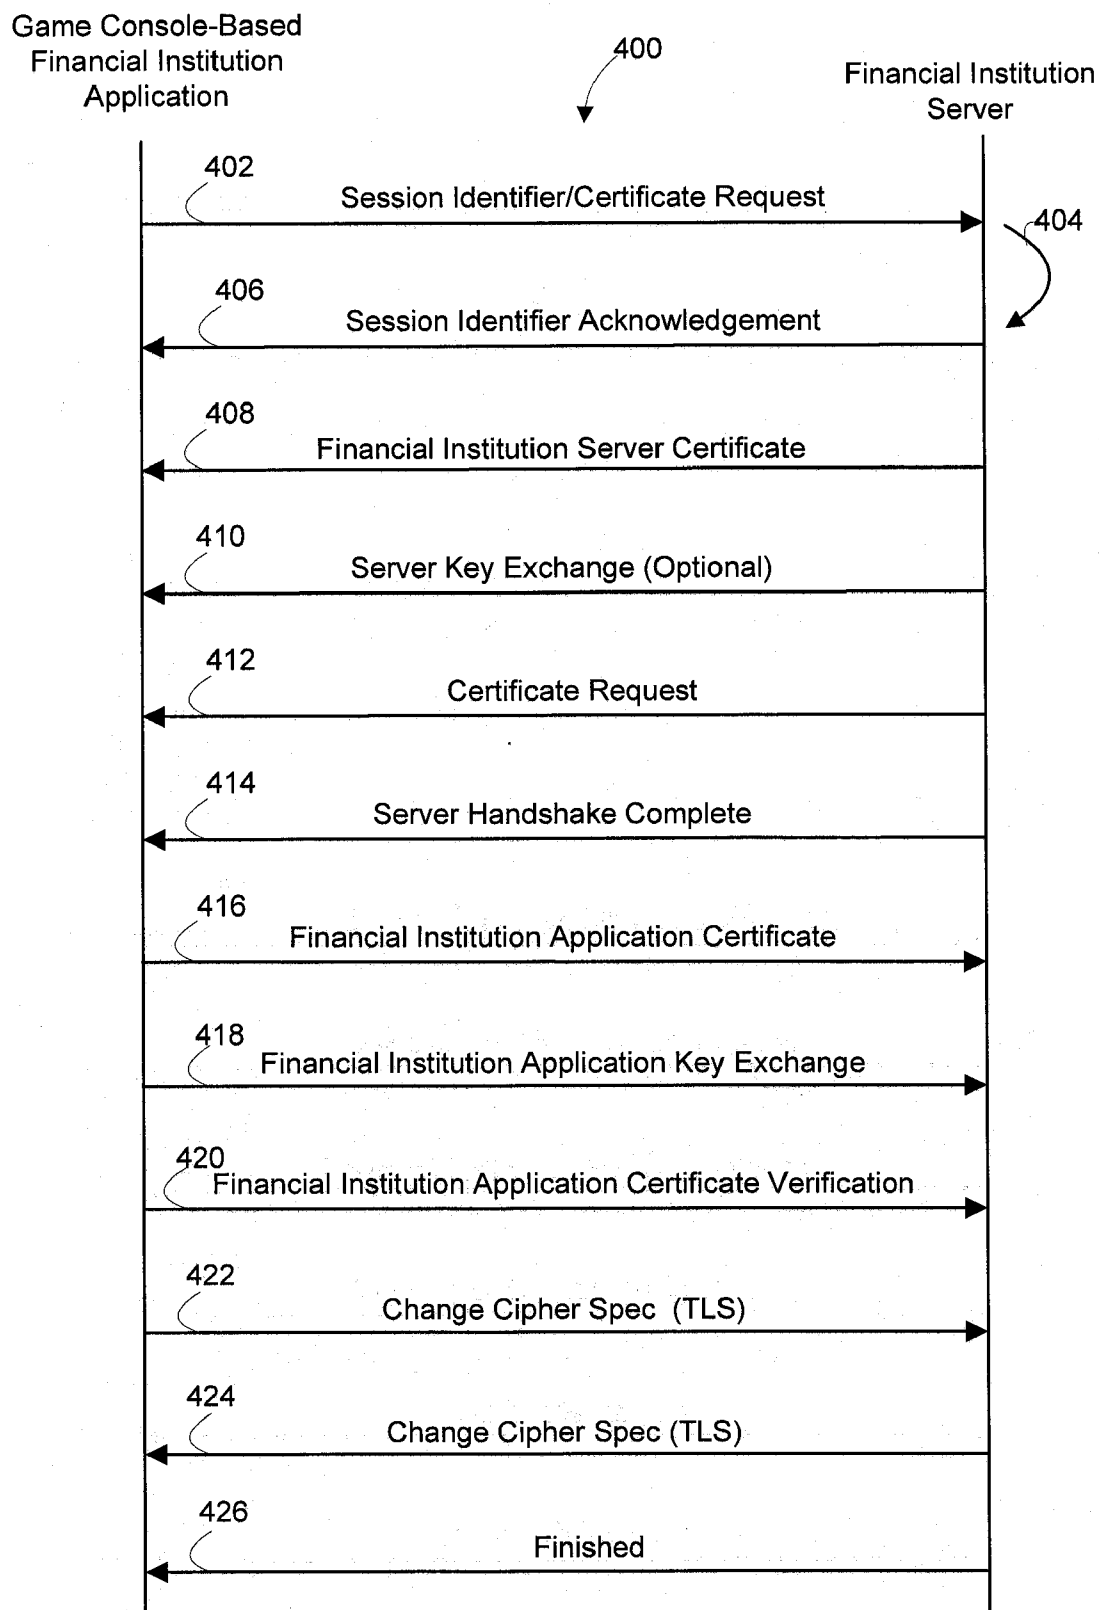 Game Console-Based
Financial Institution
Application
400
Financial Institution
Server
402
Session Identifier/Certificate Request
404
406
Session Identifier Acknowledgement
408
Financial Institution Server Certificate
410
Server Key Exchange (Optional)
412
Certificate Request
414
Server Handshake Complete
416
Financial Institution Application Certificate
418
Financial Institution Application Key Exchange
420
Financial Institution Application Certificate Verification
422
Change Cipher Spec (TLS)
424
Change Cipher Spec (TLS)
426
Finished